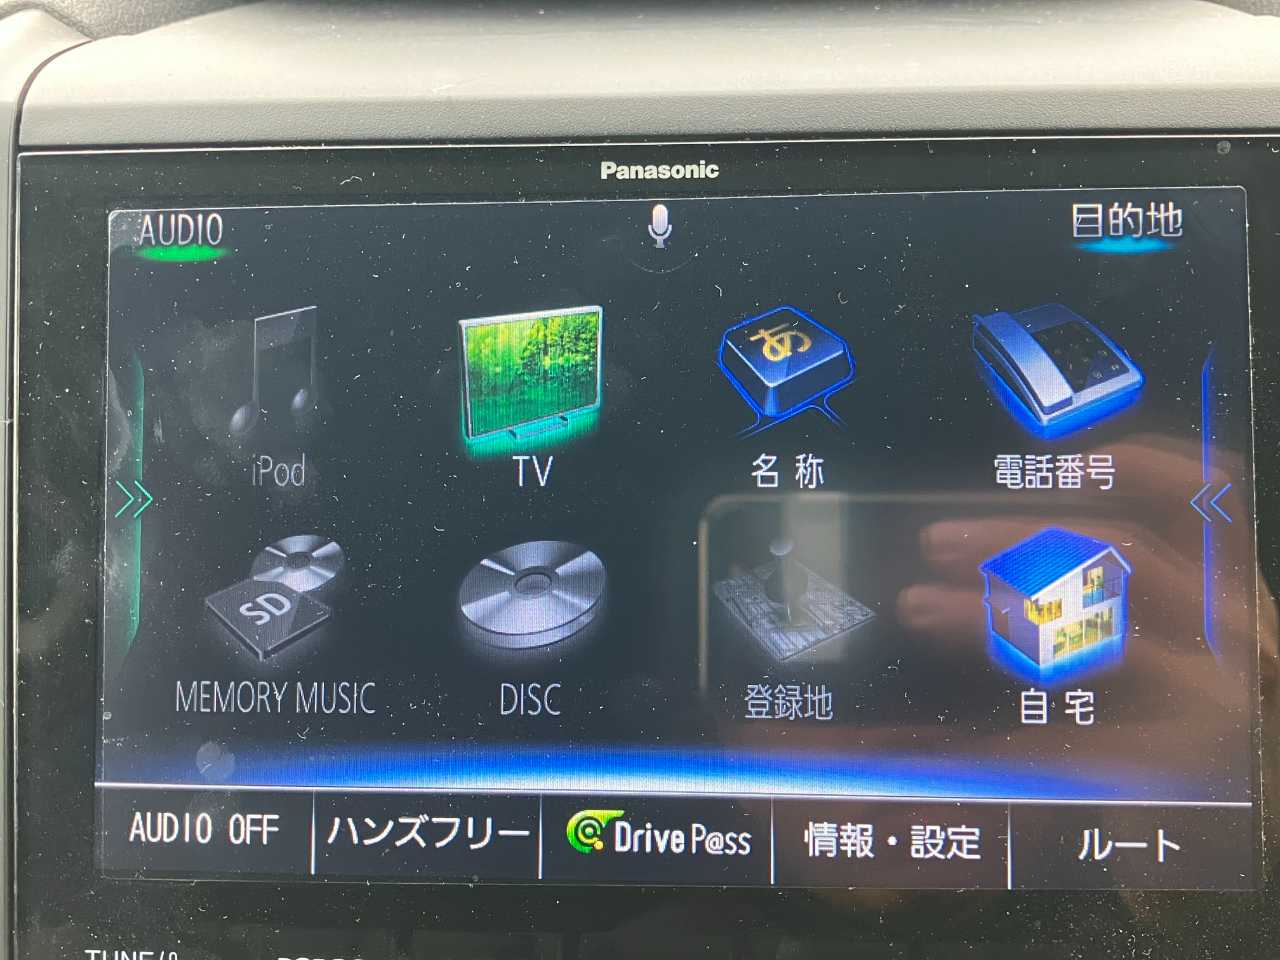 Panasonic
AUDIO
目的地
あ
iPod
TV
名称
電話番号
SD
MEMORY MUSIC
DISC
登録地
自宅
AUDIO OFF
ハンズフリー
Drive P@ss
情報・設定
ルート